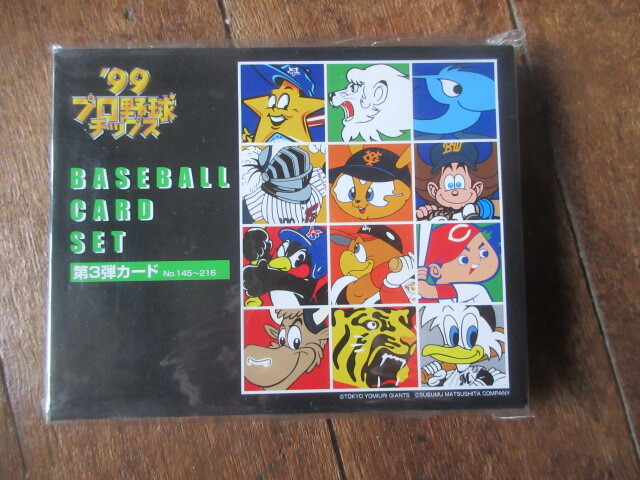 '99
プロ野球
チップス
BASEBALL
CARD
SET
第3弾カード No.145~216
BW
©TOKYO YOMIURI GIANTS ©SUSUMU MATSUSHITA COMPANY